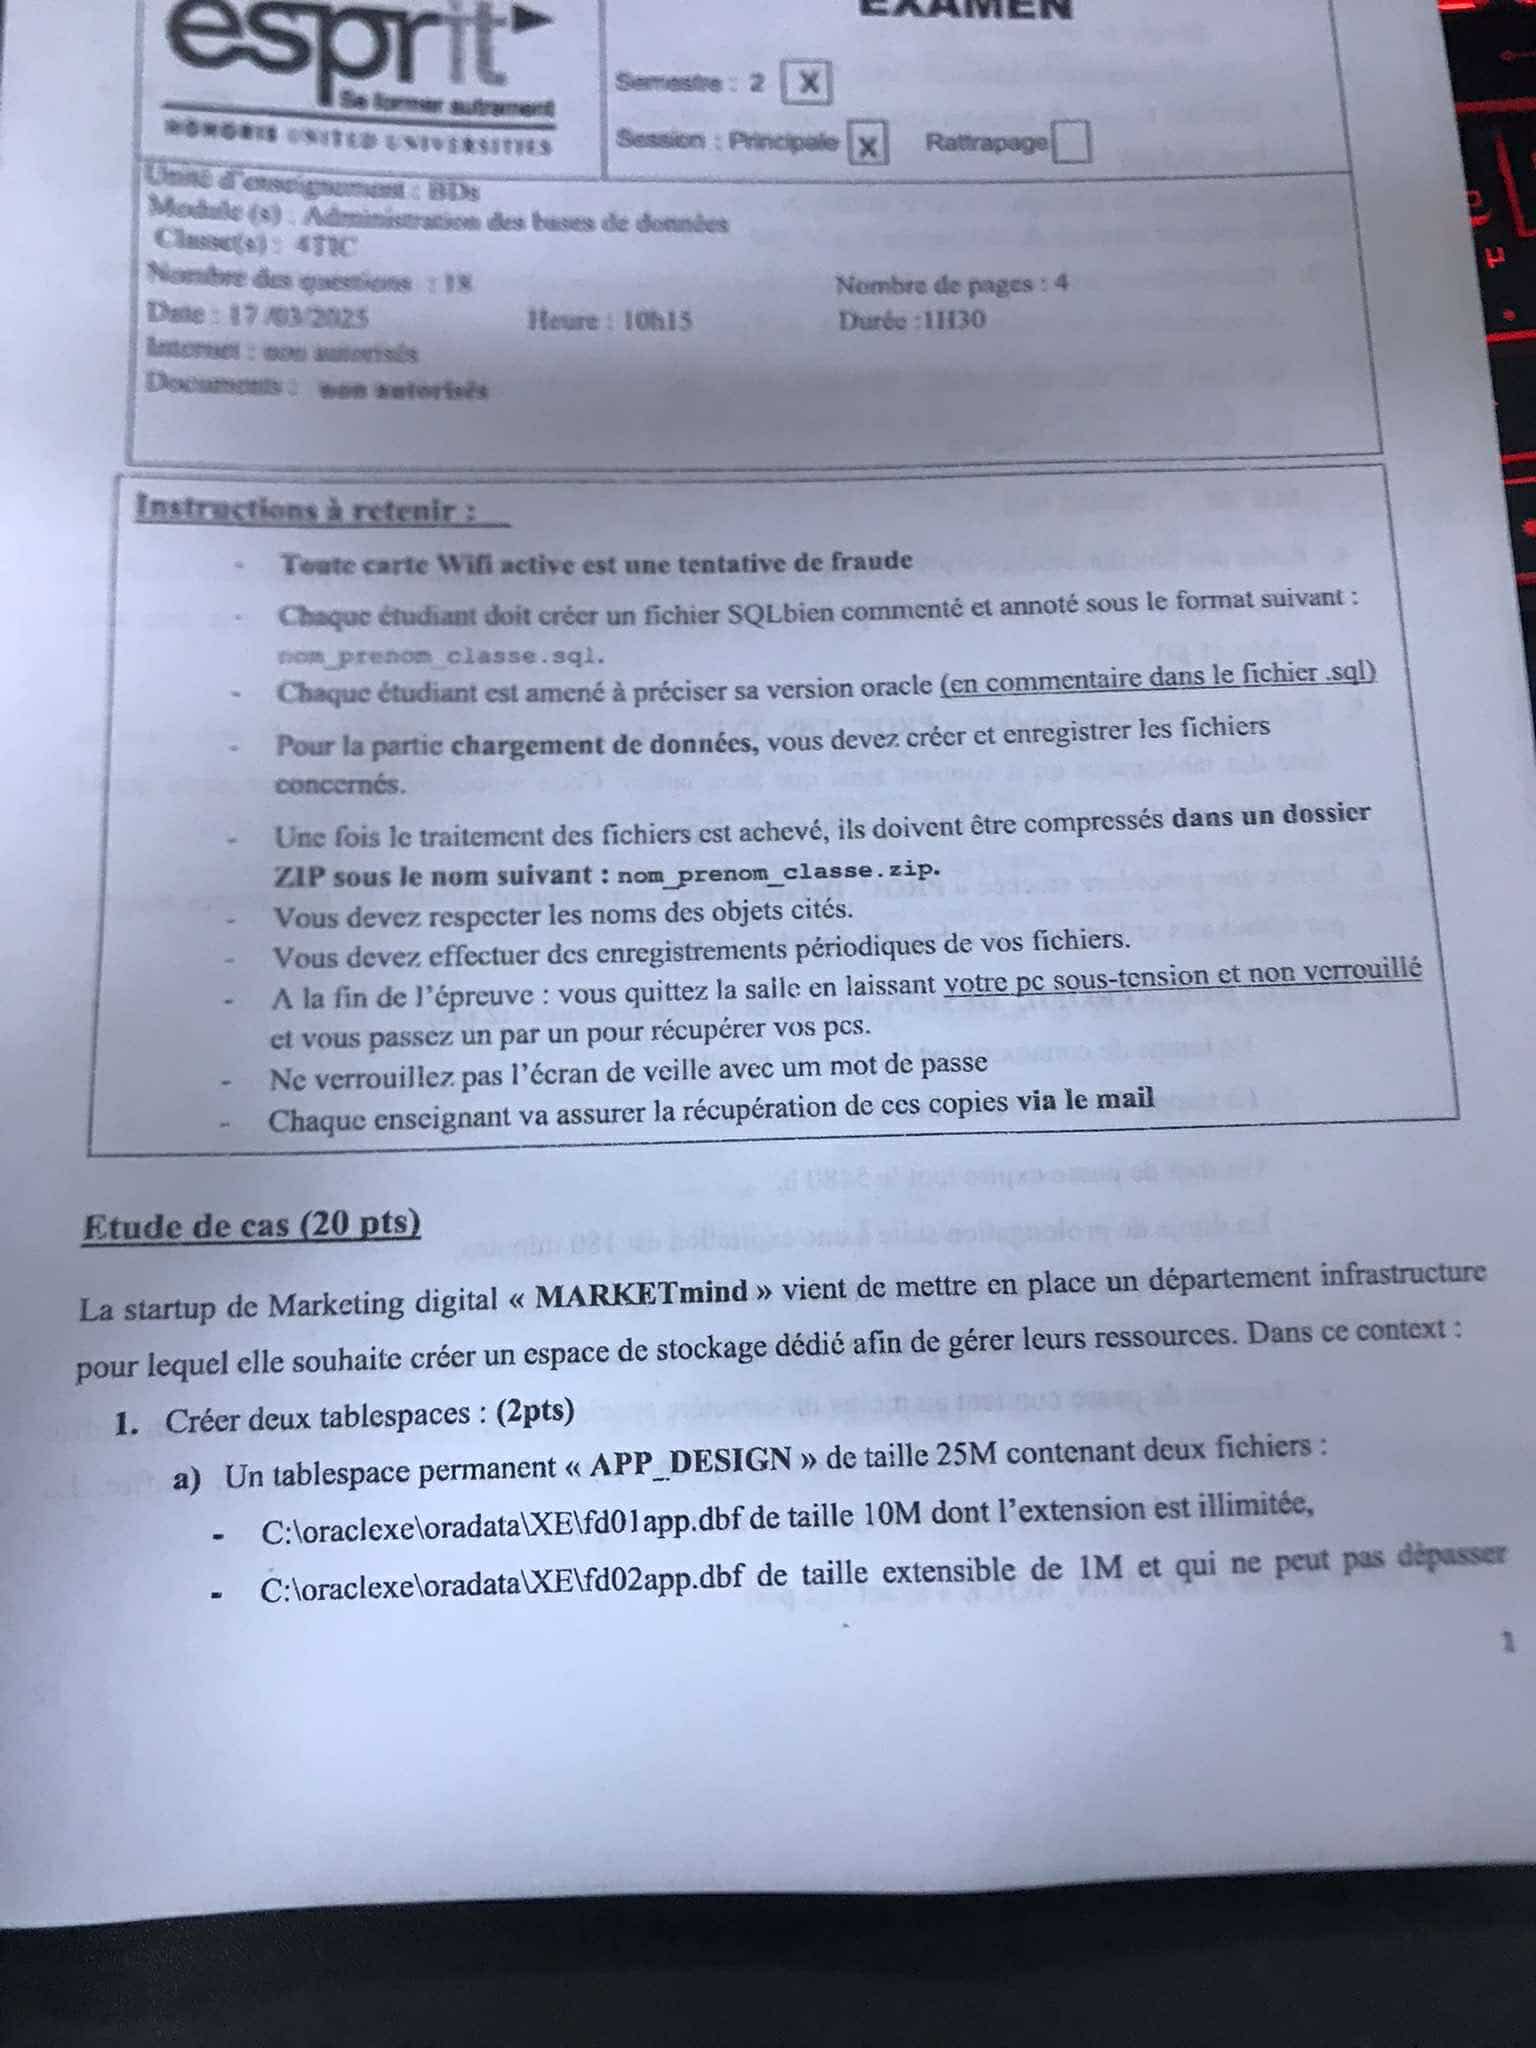 esprit
Se former autrement
HONORIS UNITED UNIVERSITIES
EXAMEN
Semestre : 2 X
Session : Principale x Rattrapage
Unité d'enseignement : BDs
Module (s) : Administration des bases de données
Classe(s) : 4TIC
Nombre des questions : 18 Nombre de pages : 4
Date : 17 /03/2025 Heure : 10h15 Durée :1H30
Internet : non autorisés
Documents : non autorisés
Instructions à retenir :
- Toute carte Wifi active est une tentative de fraude
- Chaque étudiant doit créer un fichier SQLbien commenté et annoté sous le format suivant :
nom_prenom_classe.sql.
- Chaque étudiant est amené à préciser sa version oracle (en commentaire dans le fichier .sql)
- Pour la partie chargement de données, vous devez créer et enregistrer les fichiers
concernés.
- Une fois le traitement des fichiers est achevé, ils doivent être compressés dans un dossier
ZIP sous le nom suivant : nom_prenom_classe.zip.
- Vous devez respecter les noms des objets cités.
- Vous devez effectuer des enregistrements périodiques de vos fichiers.
- A la fin de l'épreuve : vous quittez la salle en laissant votre pc sous-tension et non verrouillé
et vous passez un par un pour récupérer vos pcs.
- Ne verrouillez pas l'écran de veille avec um mot de passe
- Chaque enseignant va assurer la récupération de ces copies via le mail
Etude de cas (20 pts)
La startup de Marketing digital « MARKETmind » vient de mettre en place un département infrastructure
pour lequel elle souhaite créer un espace de stockage dédié afin de gérer leurs ressources. Dans ce context :
1. Créer deux tablespaces : (2pts)
a) Un tablespace permanent « APP_DESIGN » de taille 25M contenant deux fichiers :
- C:\oraclexe\oradata\XE\fd01app.dbf de taille 10M dont l'extension est illimitée,
- C:\oraclexe\oradata\XE\fd02app.dbf de taille extensible de 1M et qui ne peut pas dépasser
1